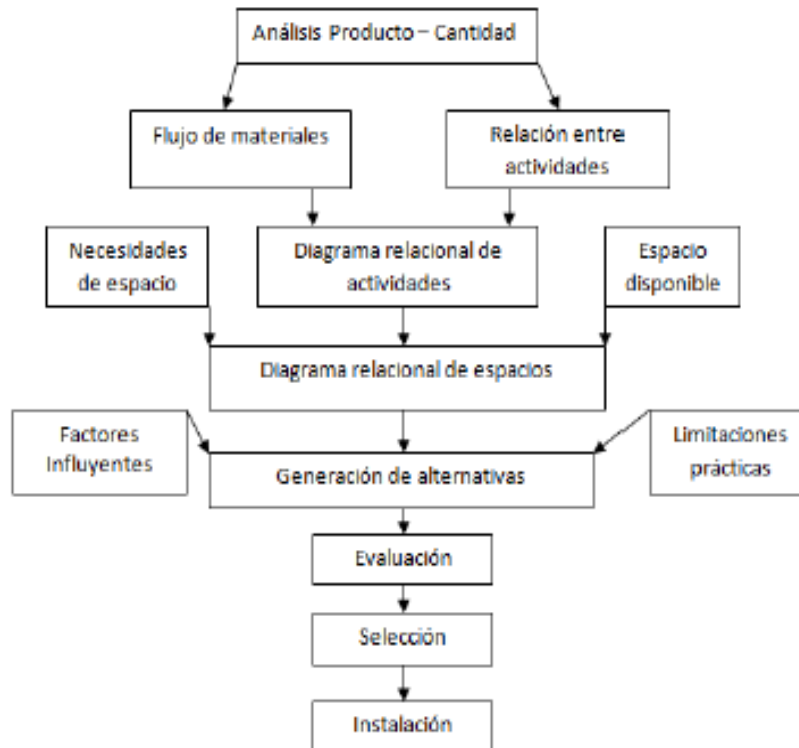 Análisis Producto – Cantidad
Flujo de materiales
Relación entre
actividades
Necesidades
de espacio
Diagrama relacional de
actividades
Espacio
disponible
Diagrama relacional de espacios
Factores
Influyentes
Limitaciones
prácticas
Generación de alternativas
Evaluación
Selección
Instalación